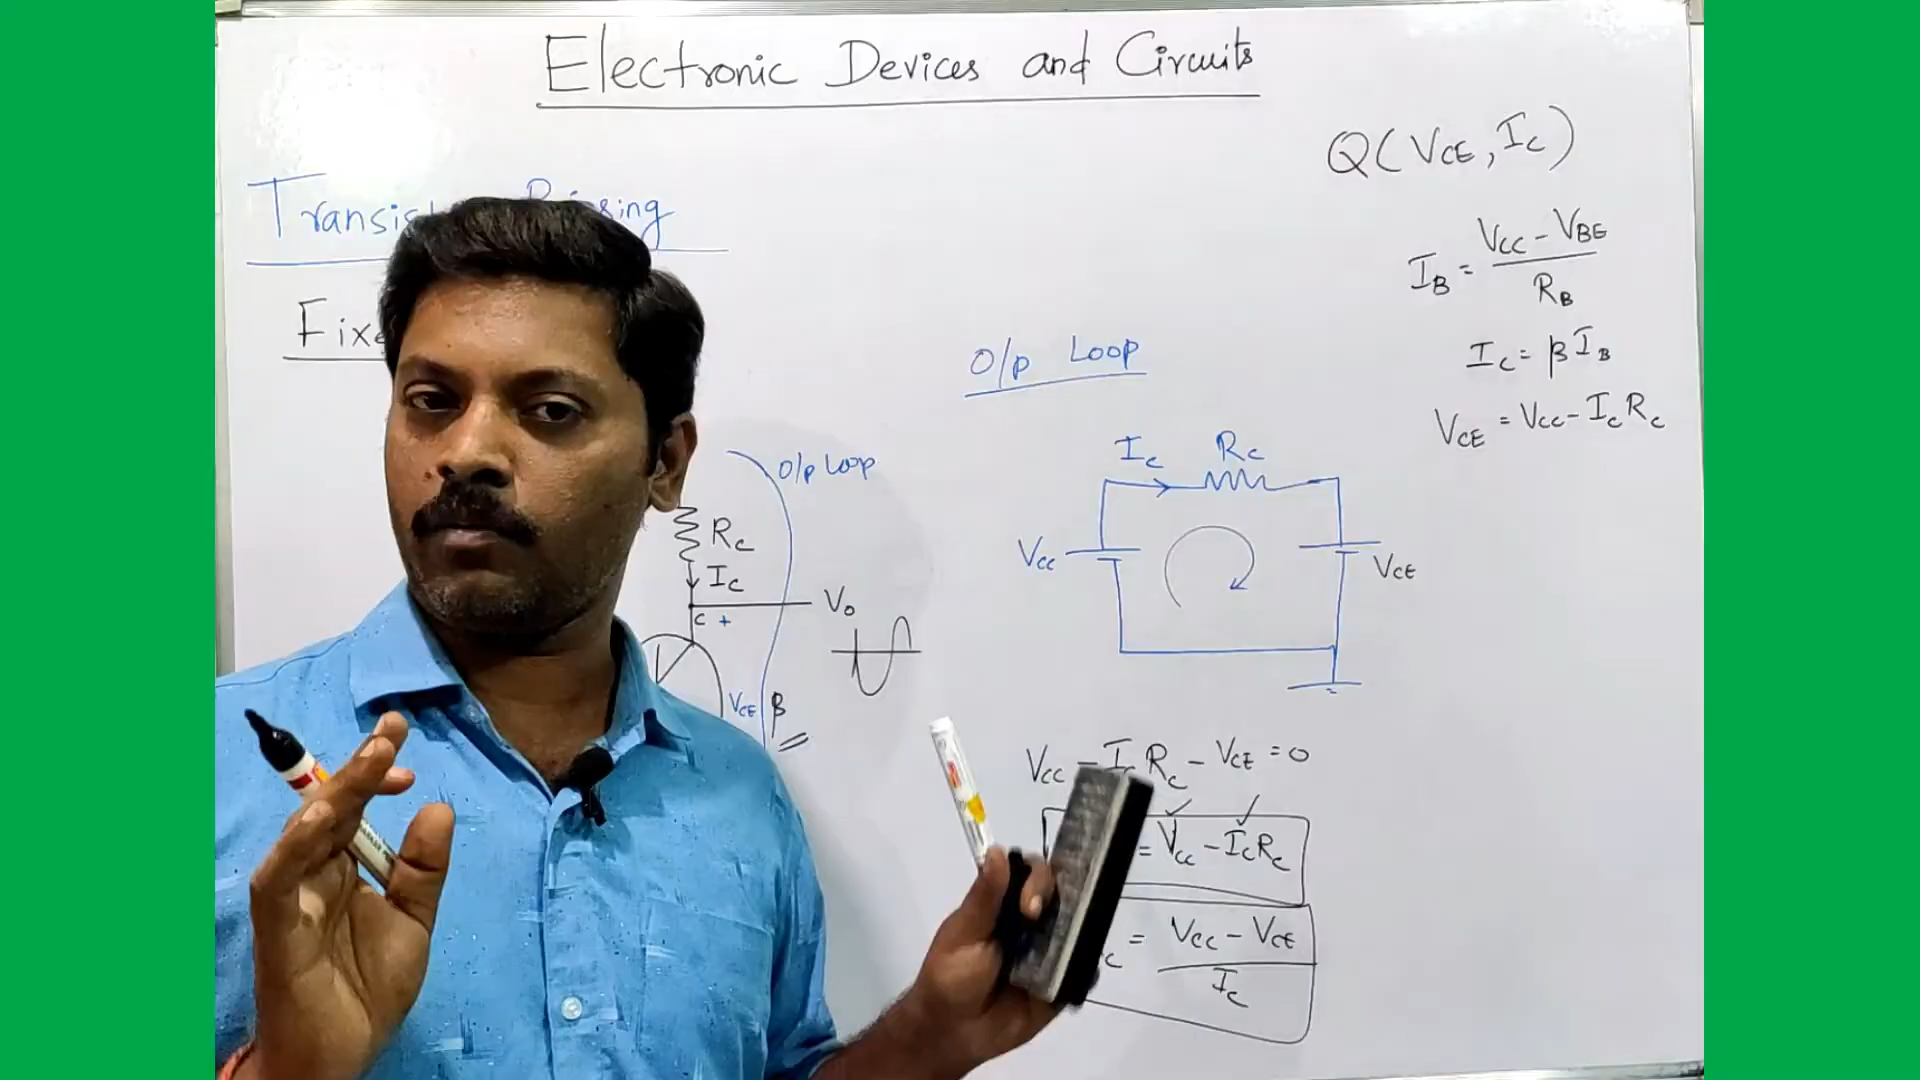 Electronic Devices and Circuits
Q(VCE, IC)
IB = VCC - VBE / RB
IC = βIB
VCE = VCC - ICRC
O/p Loop
O/p Loop
RC
IC
C +
Vo
VCE β
IC RC
VCC
VCE
VCC - IC RC - VCE = 0
= VCC - ICRC
C = VCC - VCE / IC